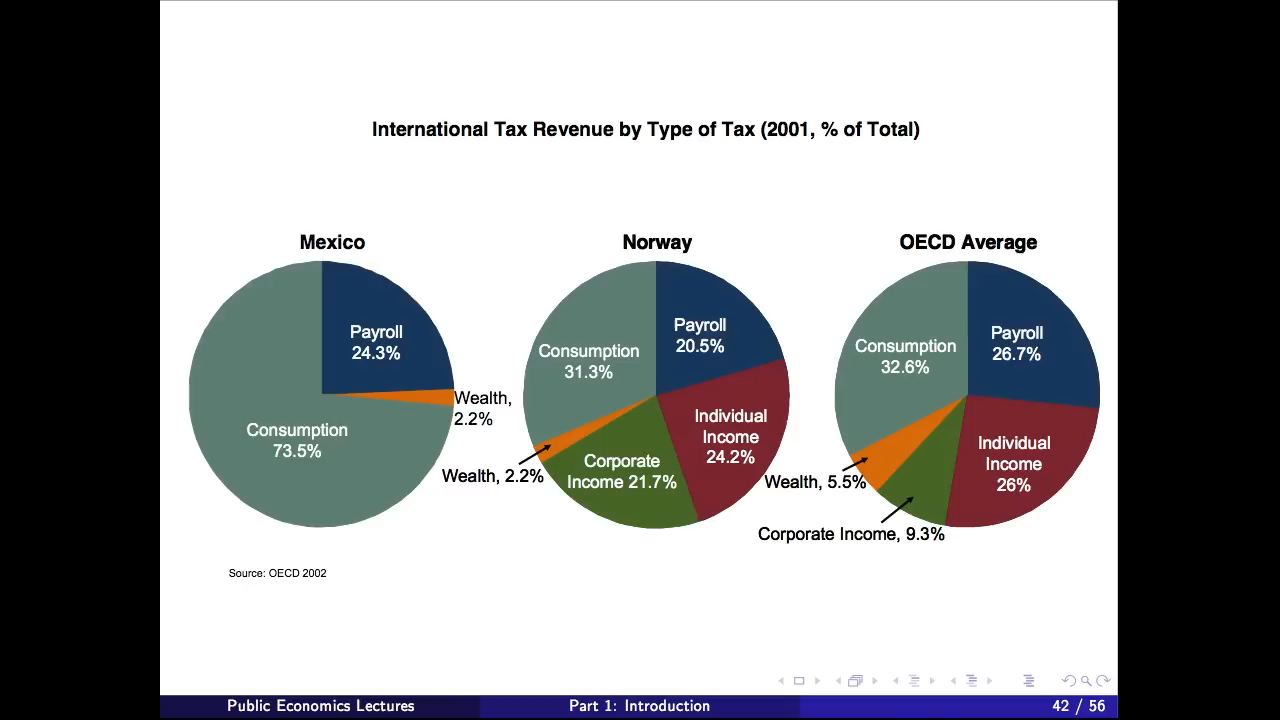 International Tax Revenue by Type of Tax (2001, % of Total)
Mexico
Payroll
24.3%
Wealth,
2.2%
Consumption
73.5%
Norway
Payroll
20.5%
Consumption
31.3%
Individual
Income
24.2%
Corporate
Income 21.7%
Wealth, 2.2%
OECD Average
Payroll
26.7%
Consumption
32.6%
Individual
Income
26%
Wealth, 5.5%
Corporate Income, 9.3%
Source: OECD 2002
Public Economics Lectures
Part 1: Introduction
42 / 56